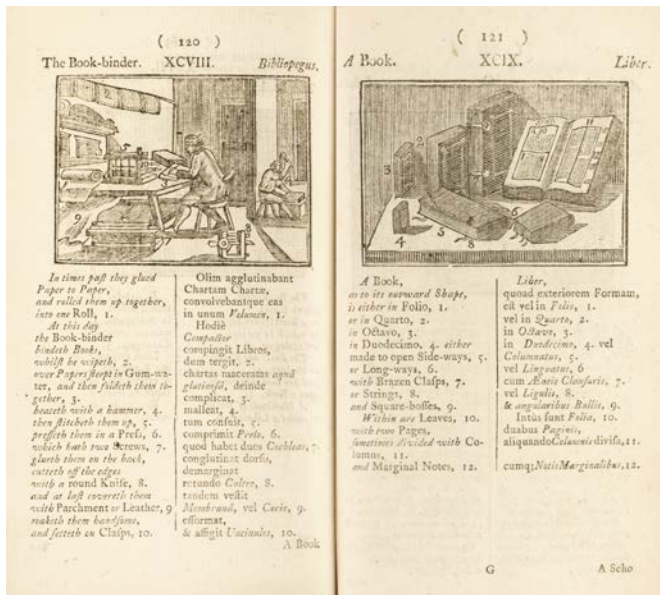 ( 120 )
The Book-binder. XCVIII. Bibliopegus.
In times past they glued
Paper to Paper,
and rolled them up together,
into one Roll, 1.
At this day
the Book-binder
bindeth Books,
whilst he wipeth, 2.
over Papers steept in Gum-wa-
ter, and then foldeth them to-
gether, 3.
beateth with a hammer, 4.
then stitcheth them up, 5.
presseth them in a Press, 6.
which hath two Screws, 7.
glueth them on the back,
cutteth off the edges
with a round Knife, 8.
and at last covereth them
with Parchment or Leather, 9
maketh them handsome,
and setteth on Clasps, 10.
Olim agglutinabant
Chartam Chartæ,
convolvebantque eas
in unum Volumen, 1.
Hodiè
Compactor
compingit Libros,
dum tergit, 2.
chartas maceratas aquâ
glutinosâ, deinde
complicat, 3.
malleat, 4.
tum consuit, 5.
comprimit Prelo, 6.
quod habet duos Cochleas, 7.
conglutinat dorso,
demarginat
rotundo Cultro, 8.
tandem vestit
Membranâ, vel Corio, 9.
efformat,
& affigit Uncinulos, 10.
A Book
( 121 )
A Book. XCIX. Liber.
A Book,
as to its outward Shape,
is either in Folio, 1.
or in Quarto, 2.
in Octavo, 3.
in Duodecimo, 4. either
made to open Side-ways, 5.
or Long-ways, 6.
with Brazen Clasps, 7.
or Strings, 8.
and Square-bosses, 9.
Within are Leaves, 10.
with two Pages,
sometimes divided with Co-
lumns, 11.
and Marginal Notes, 12.
Liber,
quoad exteriorem Formam,
est vel in Folio, 1.
vel in Quarto, 2.
in Octavo, 3.
in Duodecimo, 4. vel
Columnatus, 5.
vel Linguatus, 6
cum Æneis Clausuris, 7.
vel Ligulis, 8.
& angularibus Bullis, 9.
Intùs sunt Folia, 10.
duabus Paginis,
aliquando Columnis divisa, 11.
cumq; Notis Marginalibus, 12.
G
A Scho